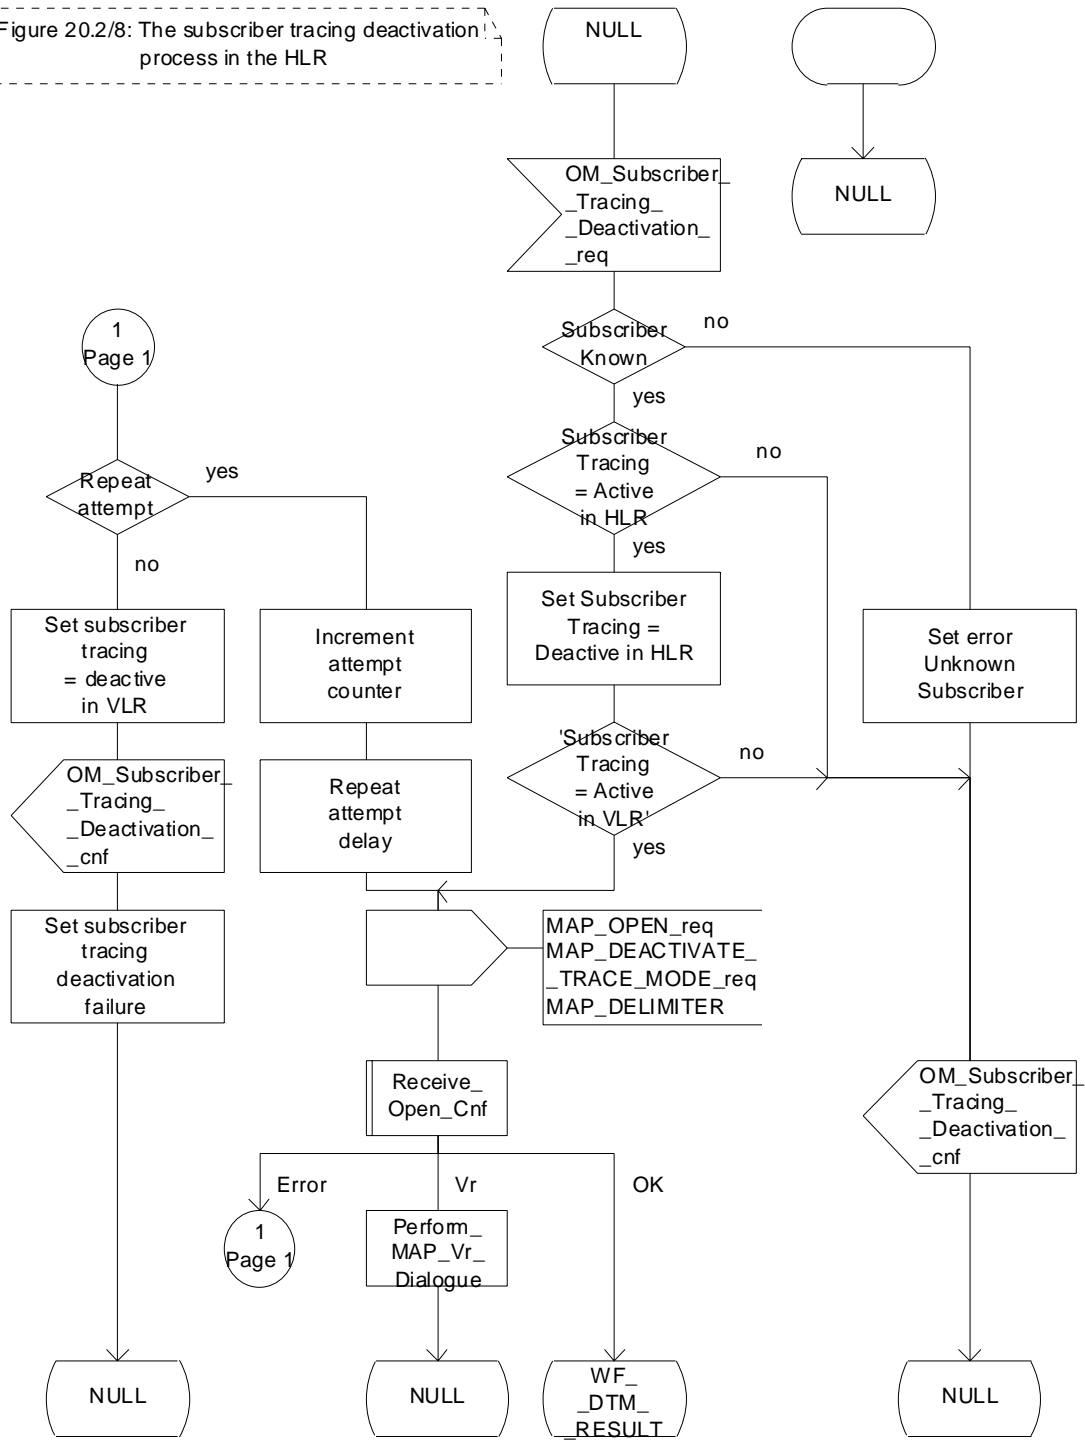 Figure 20.2/8: The subscriber tracing deactivation
process in the HLR
NULL
OM_Subscriber_
_Tracing_
_Deactivation_
_req
NULL
1
Page 1
Subscriber
Known
no
yes
Subscriber
Tracing
= Active
in HLR
no
yes
Repeat
attempt
yes
no
Set Subscriber
Tracing =
Deactive in HLR
Set subscriber
tracing
= deactive
in VLR
Increment
attempt
counter
Set error
Unknown
Subscriber
'Subscriber
Tracing
= Active
in VLR'
no
yes
OM_Subscriber_
_Tracing_
_Deactivation_
_cnf
Repeat
attempt
delay
Set subscriber
tracing
deactivation
failure
MAP_OPEN_req
MAP_DEACTIVATE_
_TRACE_MODE_req
MAP_DELIMITER
Receive_
Open_Cnf
OM_Subscriber_
_Tracing_
_Deactivation_
_cnf
Error
Vr
OK
1
Page 1
Perform_
MAP_Vr_
Dialogue
NULL
NULL
WF_
_DTM_
_RESULT
NULL